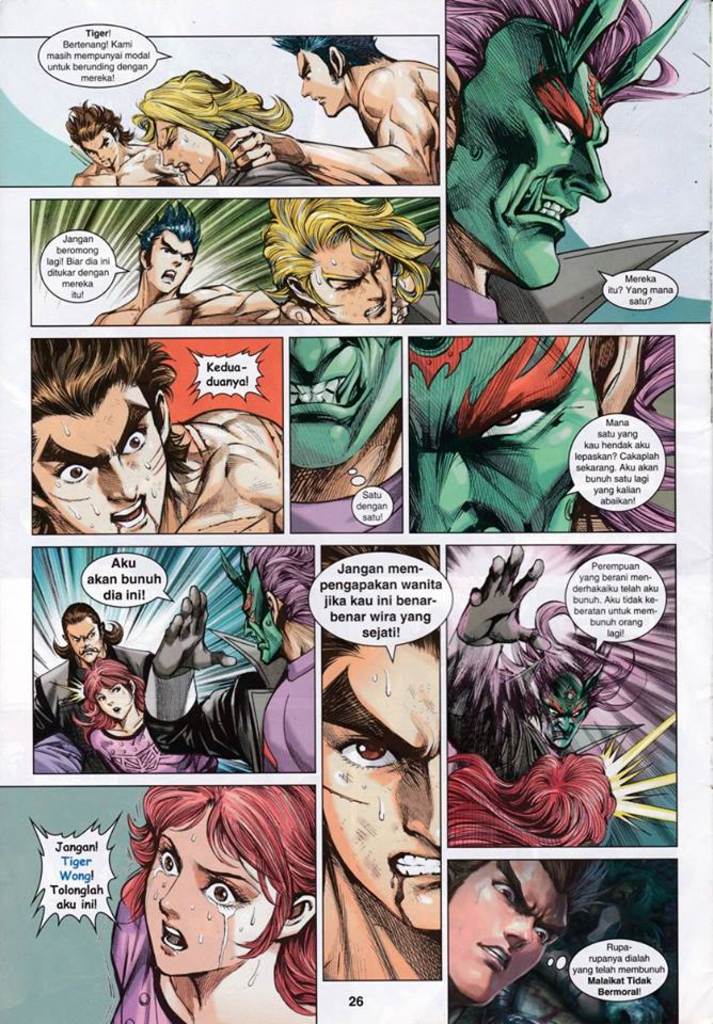 Tiger!
Bertenang! Kami
masih mempunyai modal
untuk berunding dengan
mereka!
Mereka
itu? Yang mana
satu?
Jangan
beromong
lagi! Biar dia ini
ditukar dengan
mereka
itu!
Kedua-
duanya!
Satu
dengan
satu!
Mana
satu yang
kau hendak aku
lepaskan? Cakaplah
sekarang. Aku akan
bunuh satu lagi
yang kalian
abaikan!
Aku
akan bunuh
dia ini!
Jangan mem-
pengapakan wanita
jika kau ini benar-
benar wira yang
sejati!
Perempuan
yang berani men-
derhakaiku telah aku
bunuh. Aku tidak ke-
beratan untuk mem-
bunuh orang
lagi!
Jangan!
Tiger
Wong!
Tolonglah
aku ini!
Rupa-
rupanya dialah
yang telah membunuh
Malaikat Tidak
Bermoral!
26